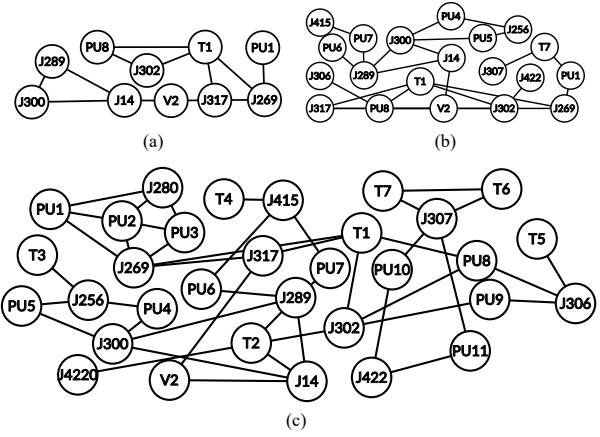 J415
PU4
J256
PU6
PU7
J300
PU5
T7
J289
PU8
T1
PU1
J302
J306
J289
J14
J307
J422
PU1
T1
J300
J14
V2
J317
J269
J317
PU8
V2
J302
J269
(a)
(b)
PU1
J280
PU2
PU3
J269
T4
J415
T7
T6
J307
T1
T5
T3
J317
PU7
PU10
PU8
PU5
J256
PU4
PU6
J289
PU9
J306
J300
T2
J302
PU11
J4220
V2
J14
J422
(c)